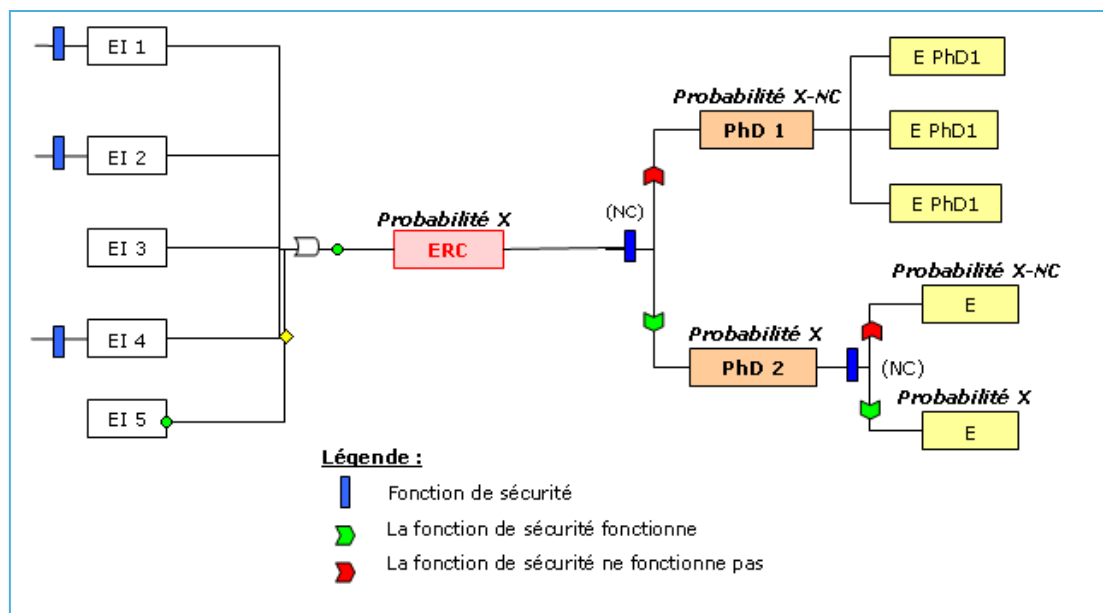 EI 1
EI 2
EI 3
EI 4
EI 5
Probabilité X
ERC
(NC)
Probabilité X-NC
PhD 1
E PhD1
E PhD1
E PhD1
Probabilité X
PhD 2
(NC)
Probabilité X-NC
E
Probabilité X
E
Légende :
Fonction de sécurité
La fonction de sécurité fonctionne
La fonction de sécurité ne fonctionne pas